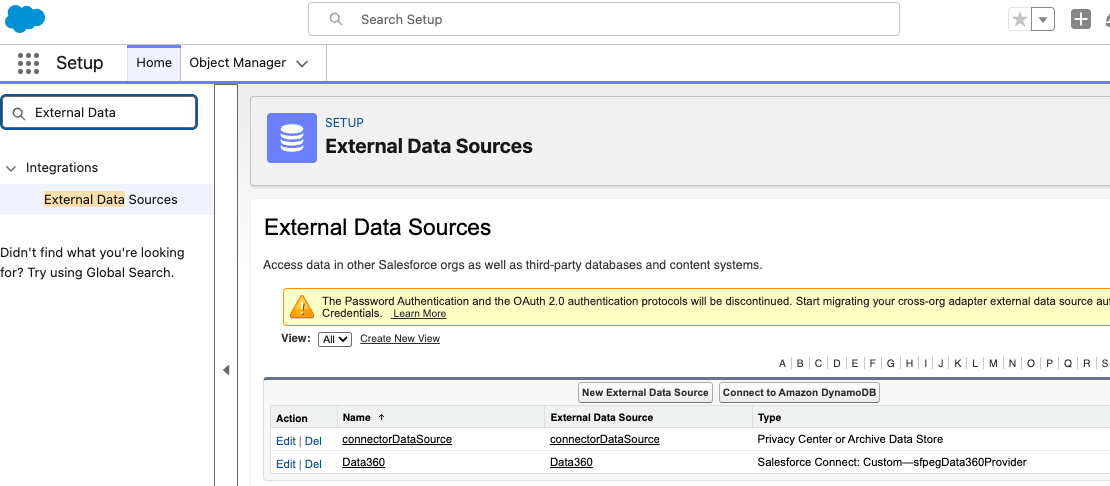 Search Setup
Setup
Home
Object Manager
External Data
Integrations
External Data Sources
Didn't find what you're looking
for? Try using Global Search.
SETUP
External Data Sources
External Data Sources
Access data in other Salesforce orgs as well as third-party databases and content systems.
The Password Authentication and the OAuth 2.0 authentication protocols will be discontinued. Start migrating your cross-org adapter external data source au
Credentials. Learn More
View: All Create New View
A | B | C | D | E | F | G | H | I | J | K | L | M | N | O | P | Q | R | S
New External Data Source Connect to Amazon DynamoDB
Action Name ↑ External Data Source Type
Edit | Del connectorDataSource connectorDataSource Privacy Center or Archive Data Store
Edit | Del Data360 Data360 Salesforce Connect: Custom—sfpegData360Provider